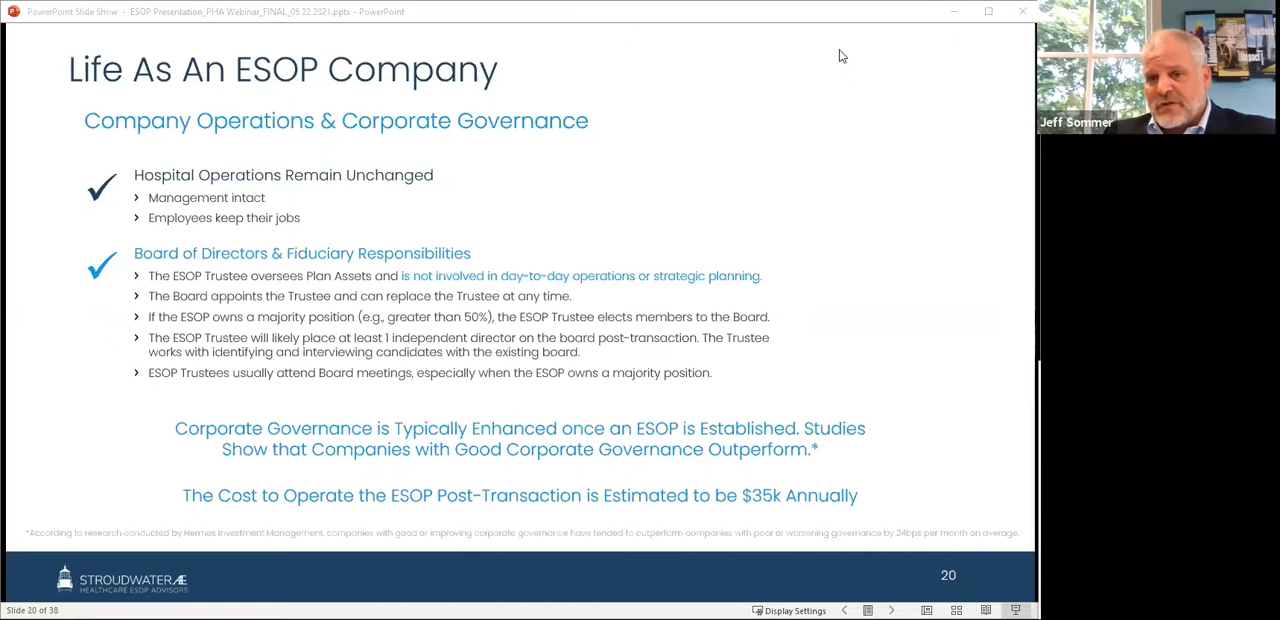 PowerPoint Slide Show - ESOP Presentation_PHA Webinar_FINAL_06 22 2021.pptx - PowerPoint
Life As An ESOP Company
Company Operations & Corporate Governance
Hospital Operations Remain Unchanged
› Management intact
› Employees keep their jobs
Board of Directors & Fiduciary Responsibilities
› The ESOP Trustee oversees Plan Assets and is not involved in day-to-day operations or strategic planning.
› The Board appoints the Trustee and can replace the Trustee at any time.
› If the ESOP owns a majority position (e.g., greater than 50%), the ESOP Trustee elects members to the Board.
› The ESOP Trustee will likely place at least 1 independent director on the board post-transaction. The Trustee
works with identifying and interviewing candidates with the existing board.
› ESOP Trustees usually attend Board meetings, especially when the ESOP owns a majority position.
Corporate Governance is Typically Enhanced once an ESOP is Established. Studies
Show that Companies with Good Corporate Governance Outperform.*
The Cost to Operate the ESOP Post-Transaction is Estimated to be $35k Annually
*According to research conducted by Hermes Investment Management, companies with good or improving corporate governance have tended to outperform companies with poor or worsening governance by 24bps per month on average.
STROUDWATER Æ
HEALTHCARE ESOP ADVISORS
20
Slide 20 of 38
Display Settings
Jeff Sommer